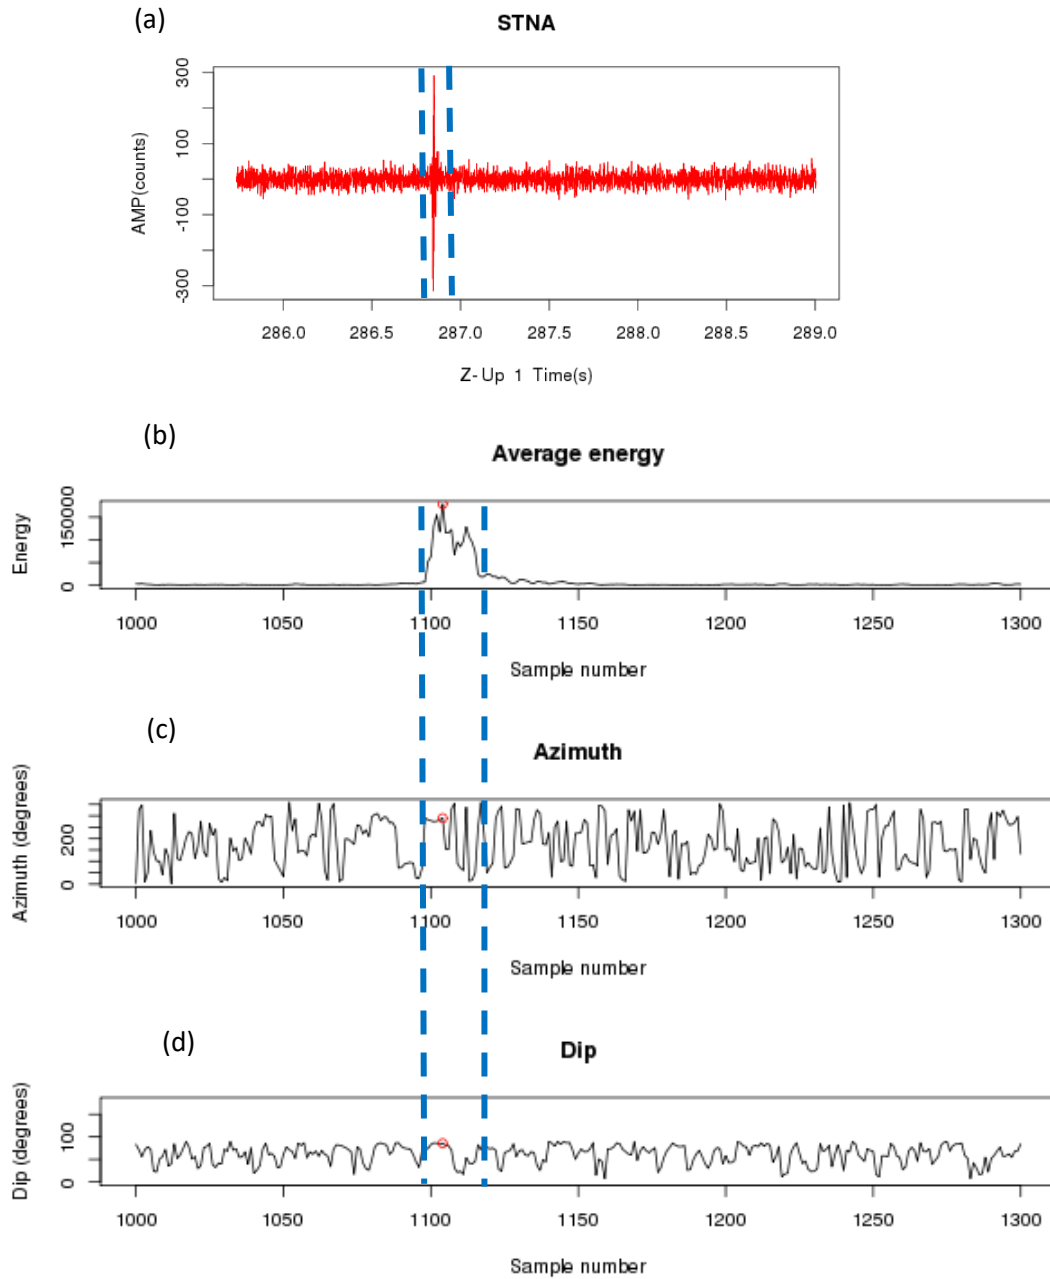 (a)
STNA
AMP(counts)
300
100
-100
-300
286.0 286.5 287.0 287.5 288.0 288.5 289.0
Z-Up 1 Time(s)
(b)
Average energy
Energy
150000
0
1000 1050 1100 1150 1200 1250 1300
Sample number
(c)
Azimuth
Azimuth (degrees)
200
0
1000 1050 1100 1150 1200 1250 1300
Sample number
(d)
Dip
Dip (degrees)
100
0
1000 1050 1100 1150 1200 1250 1300
Sample number